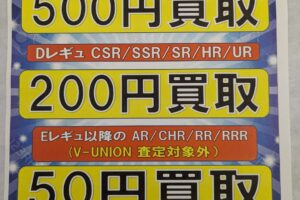 500円買取
Dレギュ CSR/SSR/SR/HR/UR
200円買取
Eレギュ以降の AR/CHR/RR/RRR
(V-UNION 査定対象外)
50円買取